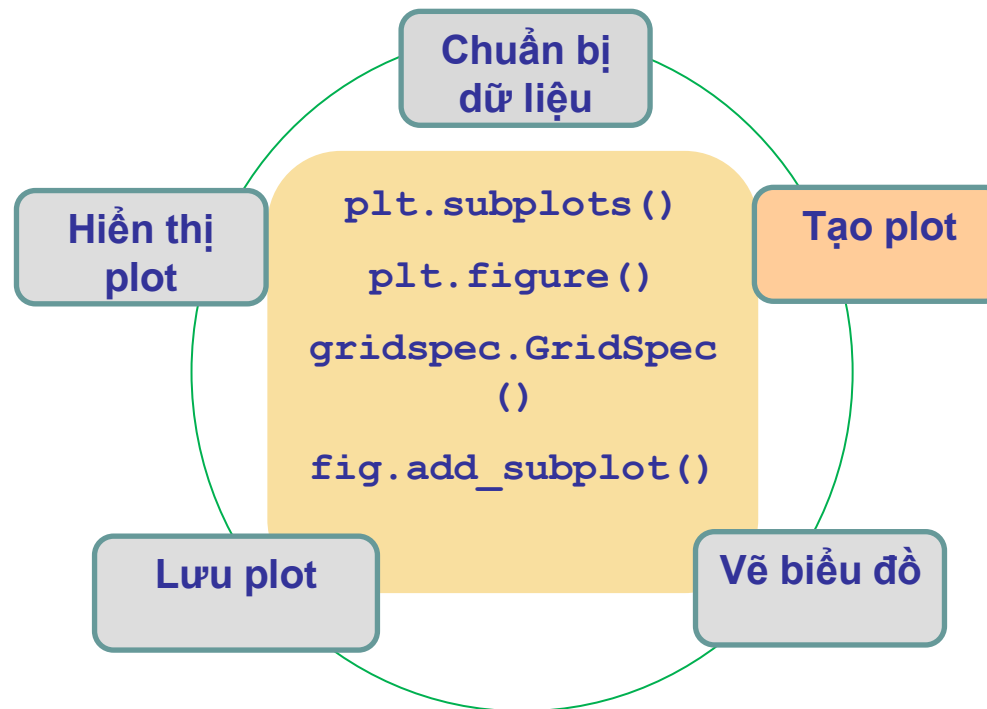 Chuẩn bị
dữ liệu
Hiển thị
plot
plt.subplots()
plt.figure()
gridspec.GridSpec
()
fig.add_subplot()
Tạo plot
Lưu plot
Vẽ biểu đồ